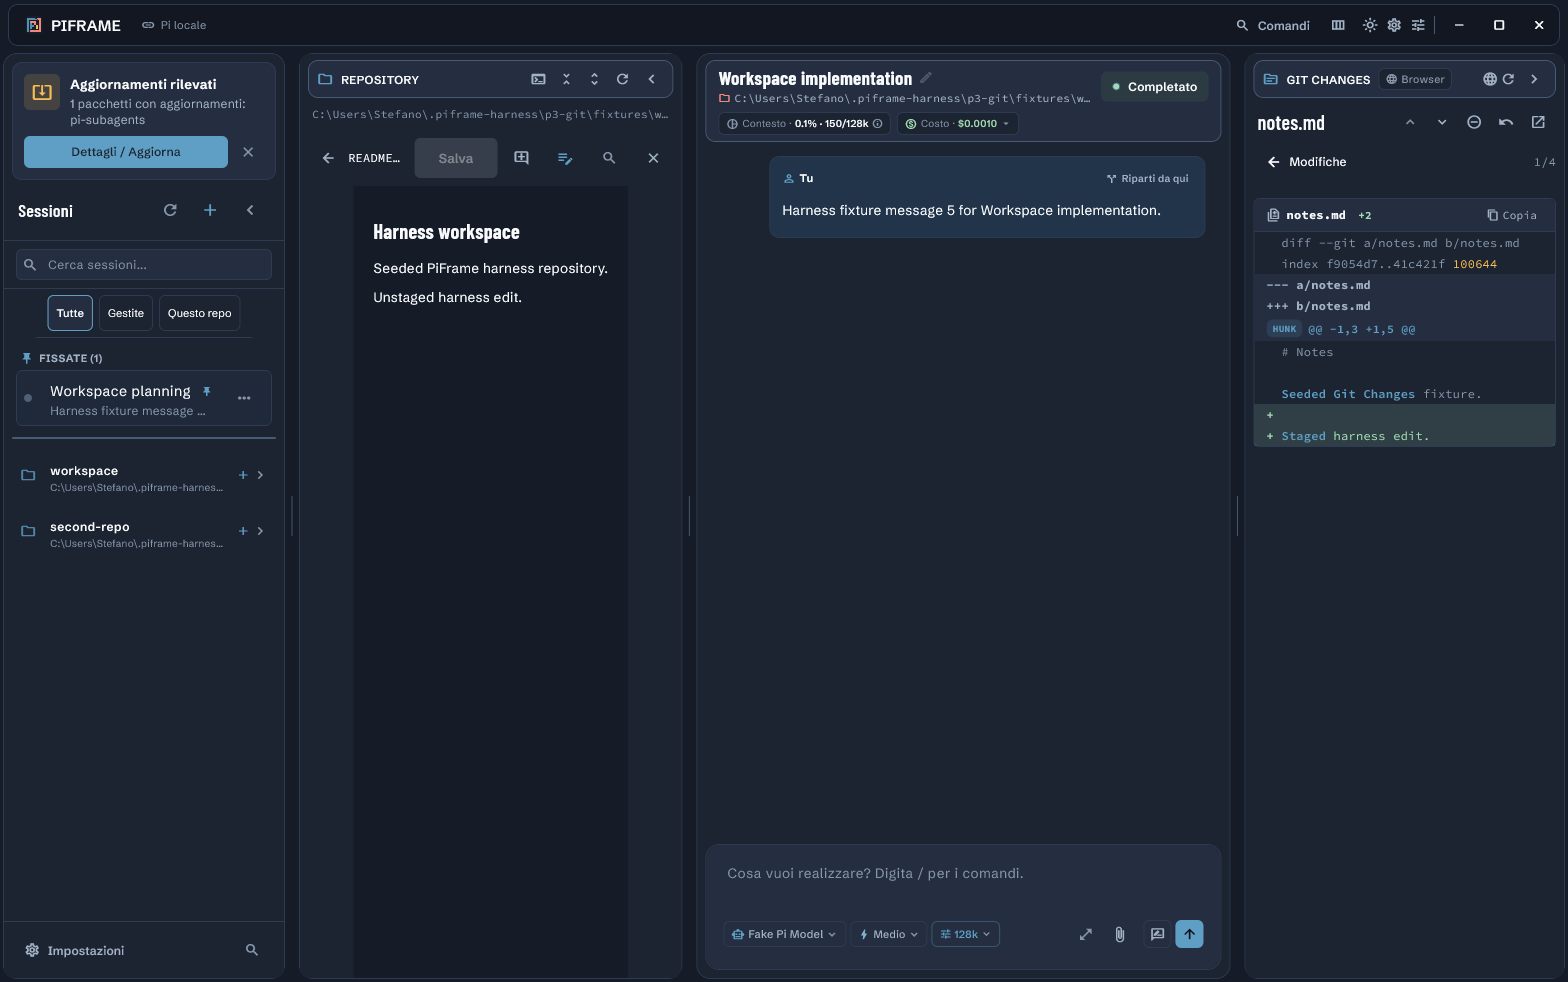 PIFRAME
Pi locale
Comandi
Aggiornamenti rilevati
1 pacchetti con aggiornamenti:
pi-subagents
Dettagli / Aggiorna
Sessioni
Cerca sessioni...
Tutte
Gestite
Questo repo
FISSATE (1)
Workspace planning
Harness fixture message ...
workspace
C:\Users\Stefano\.piframe-harnes...
second-repo
C:\Users\Stefano\.piframe-harnes...
Impostazioni
REPOSITORY
C:\Users\Stefano\.piframe-harness\p3-git\fixtures\w...
README...
Salva
Harness workspace
Seeded PiFrame harness repository.
Unstaged harness edit.
Workspace implementation
C:\Users\Stefano\.piframe-harness\p3-git\fixtures\w...
Contesto · 0.1% · 150/128k
Costo · $0.0010
Completato
Tu
Riparti da qui
Harness fixture message 5 for Workspace implementation.
Cosa vuoi realizzare? Digita / per i comandi.
Fake Pi Model
Medio
128k
GIT CHANGES
Browser
notes.md
Modifiche
1/4
notes.md +2
Copia
diff --git a/notes.md b/notes.md
index f9054d7..41c421f 100644
--- a/notes.md
+++ b/notes.md
HUNK @@ -1,3 +1,5 @@
# Notes
Seeded Git Changes fixture.
+
+ Staged harness edit.